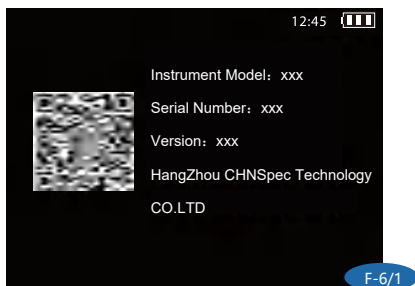 12:45
Instrument Model：xxx
Serial Number：xxx
Version：xxx
HangZhou CHNSpec Technology
CO.LTD
F-6/1